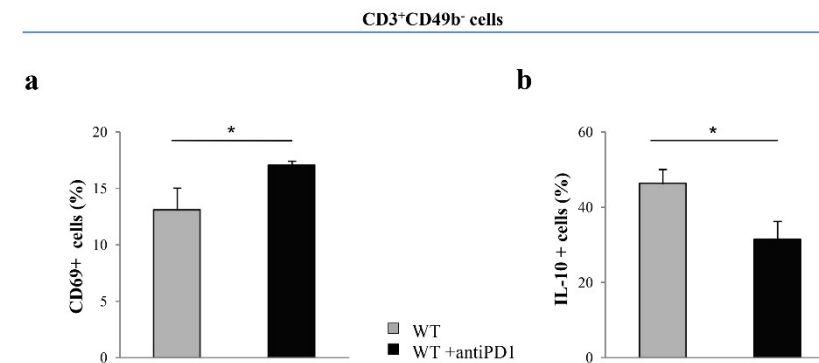 CD3⁺CD49b⁻ cells
a
b
CD69+ cells (%)
20
15
10
5
0
*
WT
WT +antiPD1
IL-10 + cells (%)
60
40
20
0
*